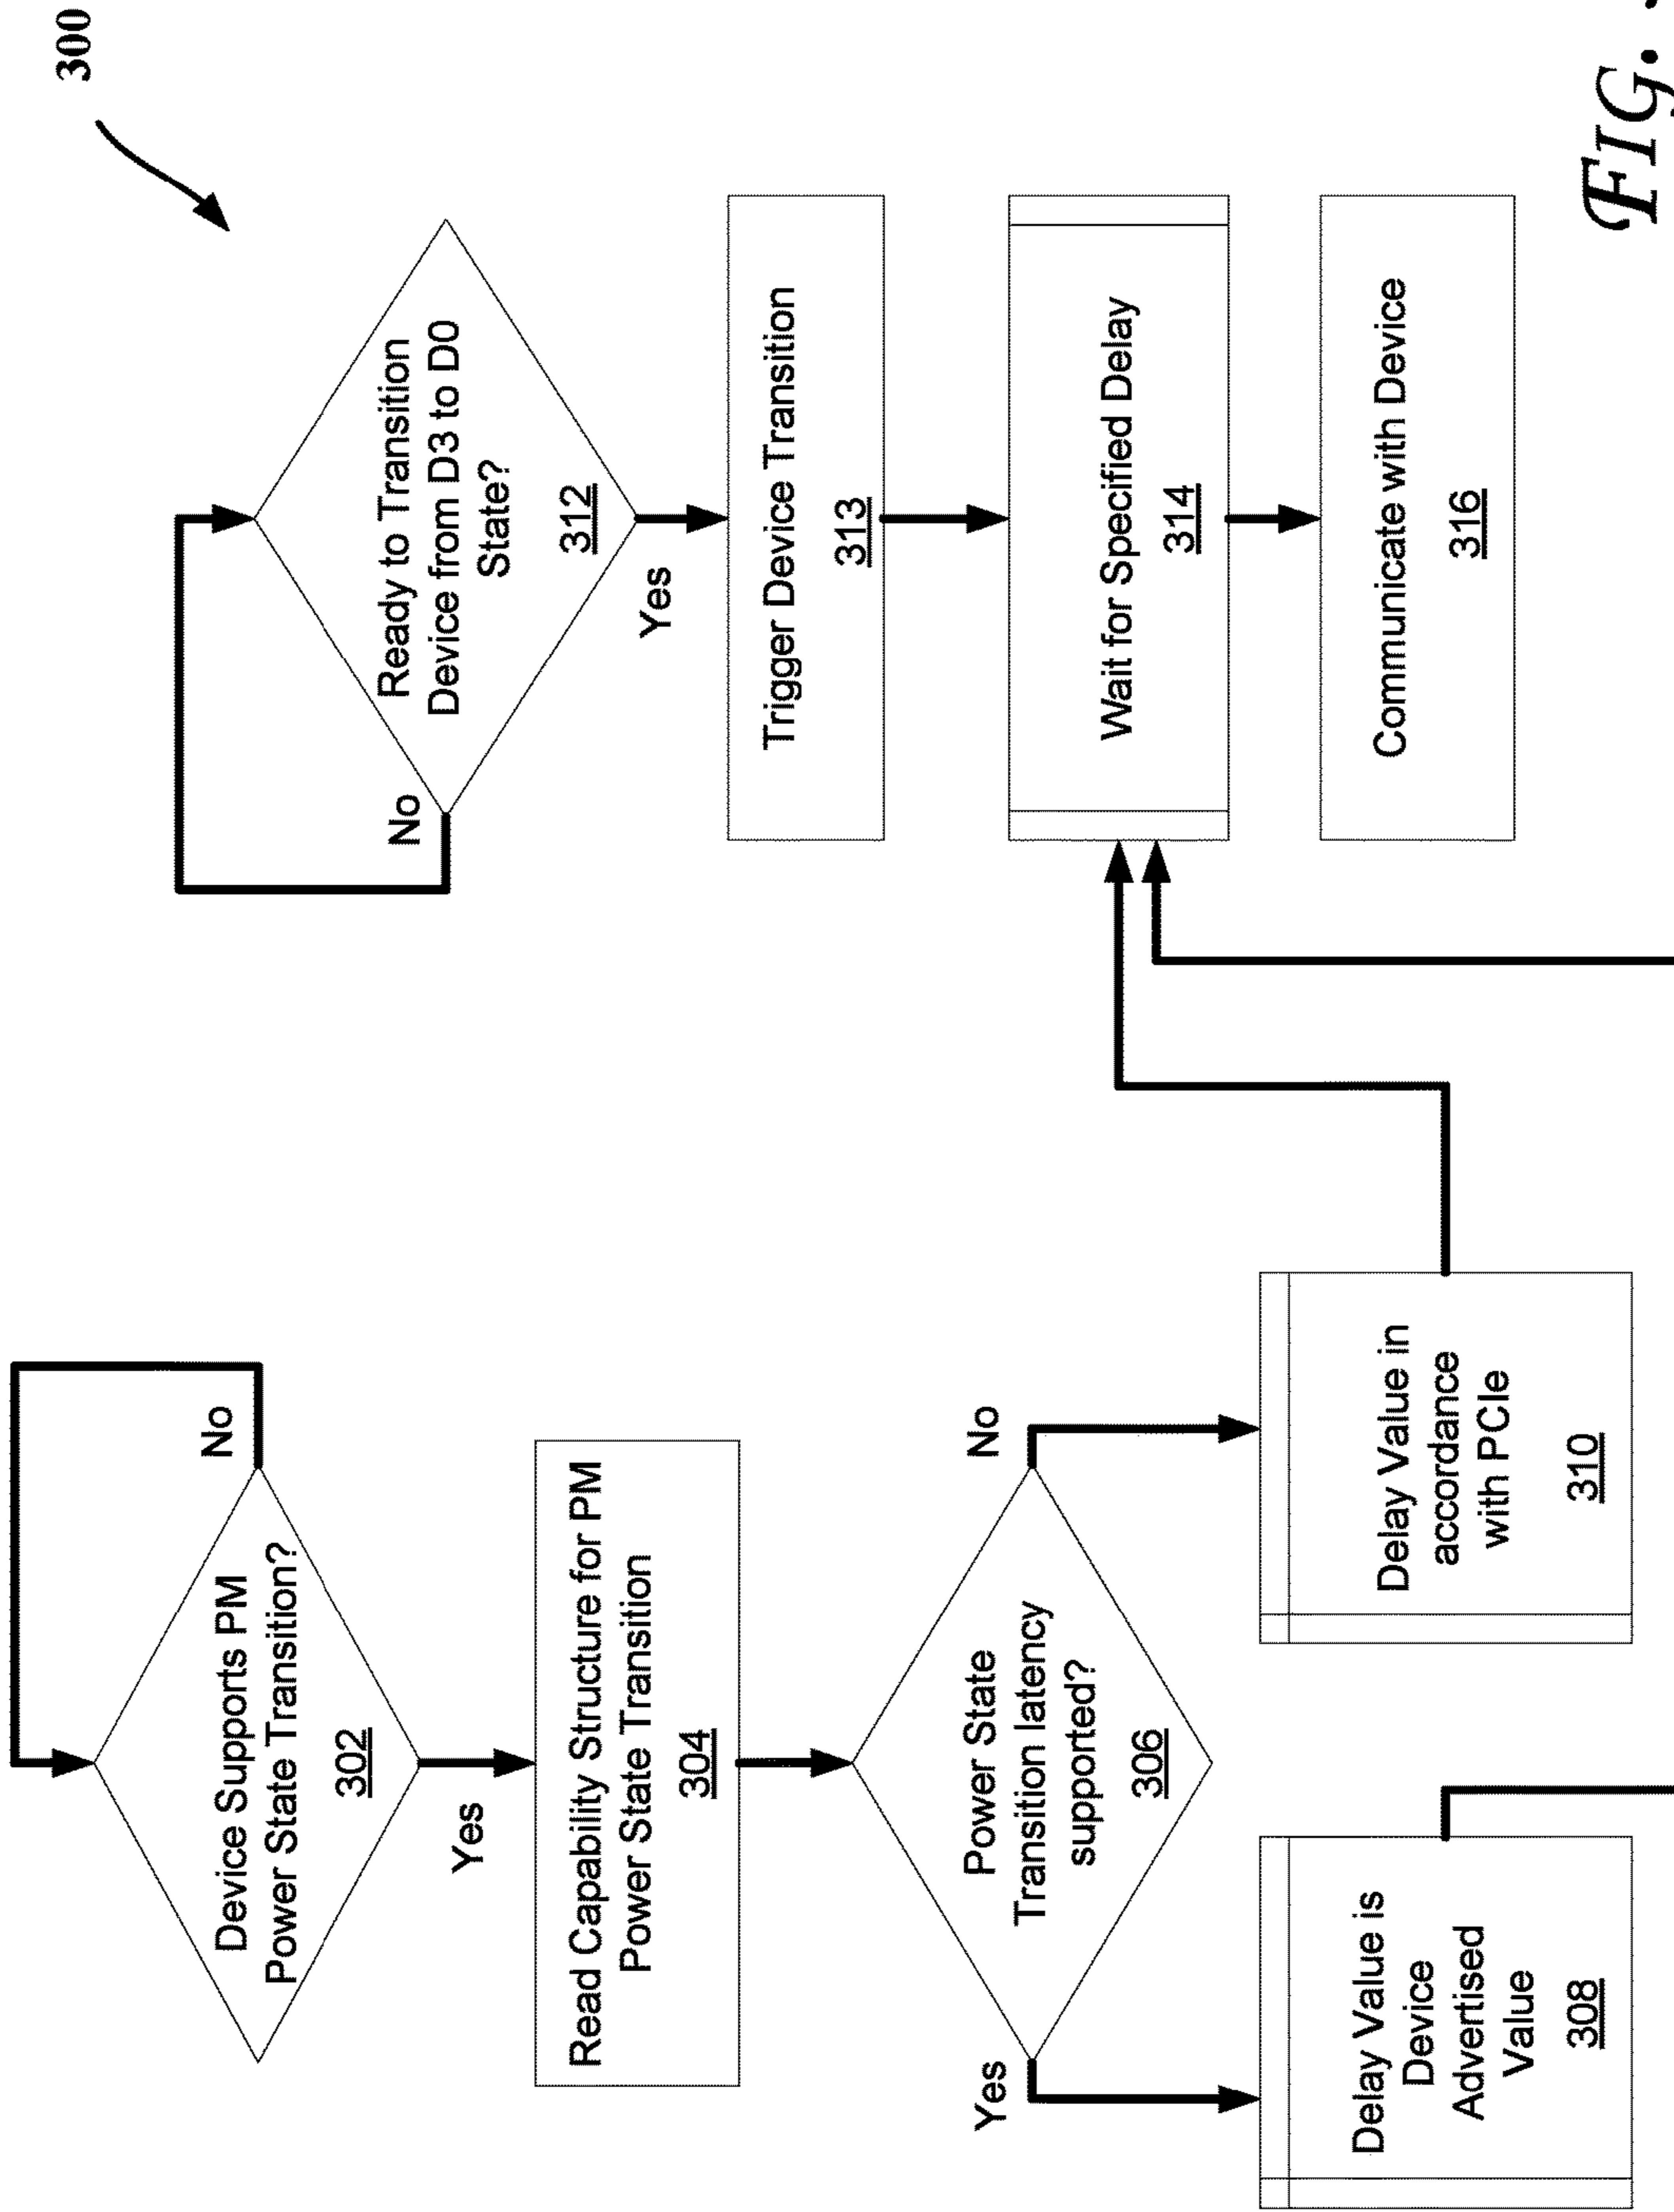 300
Device Supports PM
Power State Transition?
302
No
Yes
Read Capability Structure for PM
Power State Transition
304
Power State
Transition latency
supported?
306
Yes
No
Delay Value is
Device
Advertised
Value
308
Delay Value in
accordance
with PCIe
310
Ready to Transition
Device from D3 to D0
State?
312
No
Yes
Trigger Device Transition
313
Wait for Specified Delay
314
Communicate with Device
316
FIG.